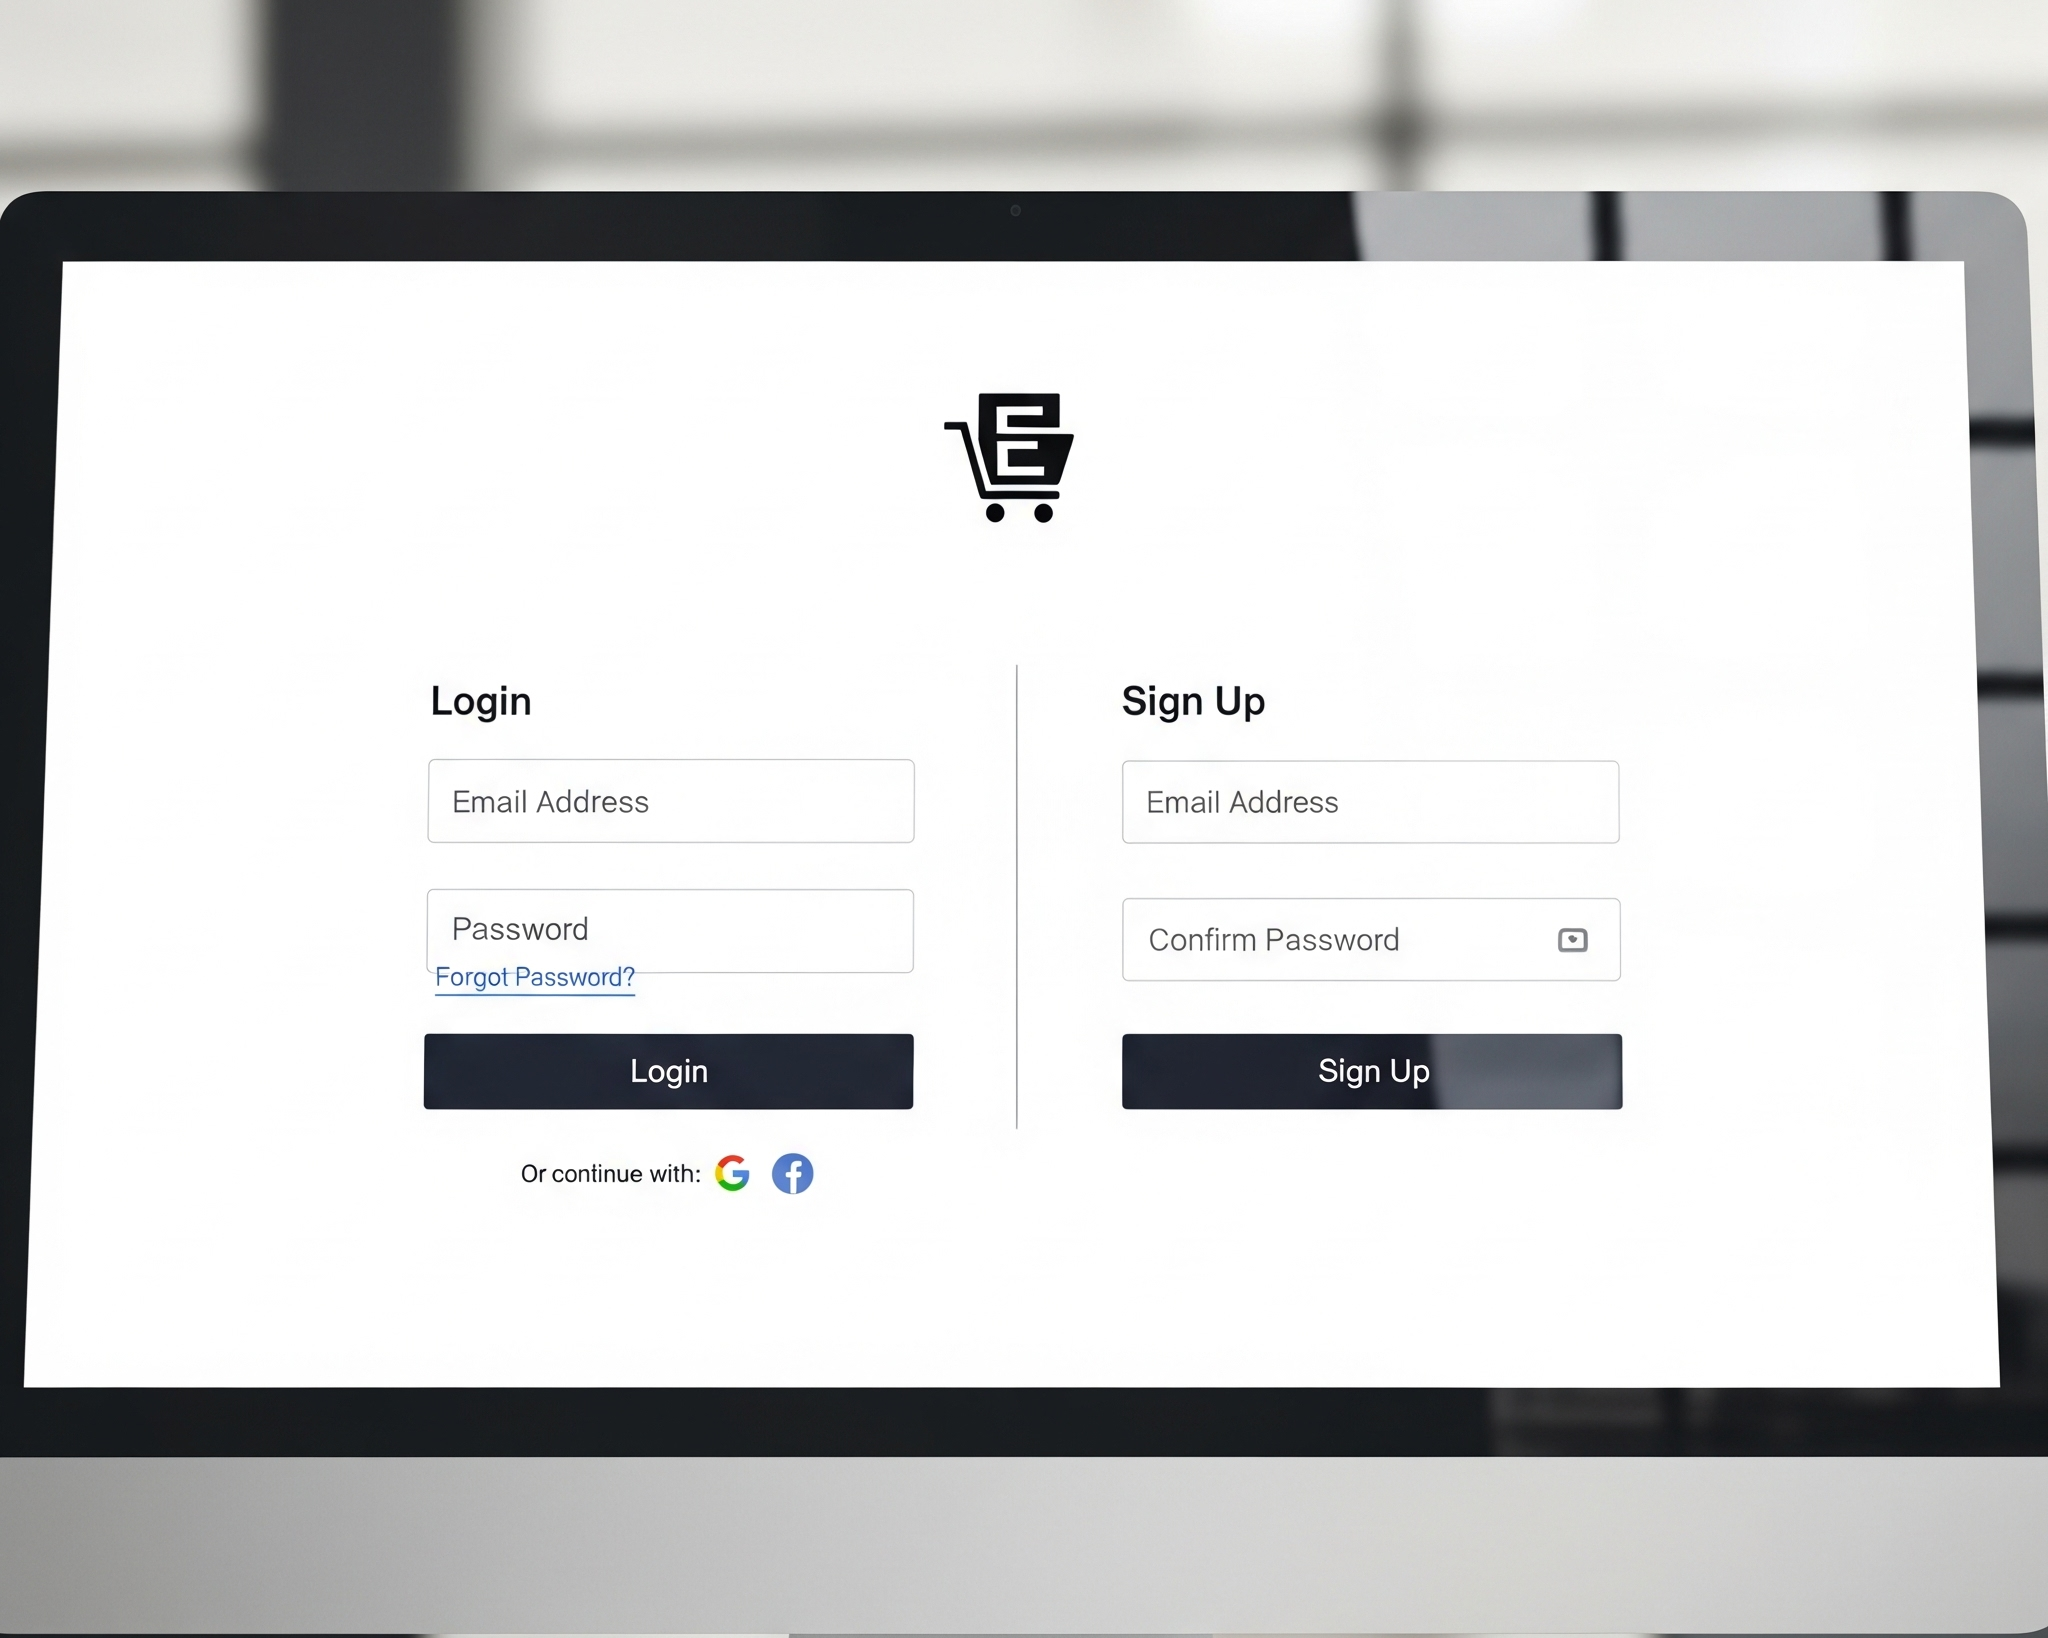 E
E
Login
Email Address
Password
Forgot Password?
Login
Or continue with:
G
f
Sign Up
Email Address
Confirm Password
Sign Up